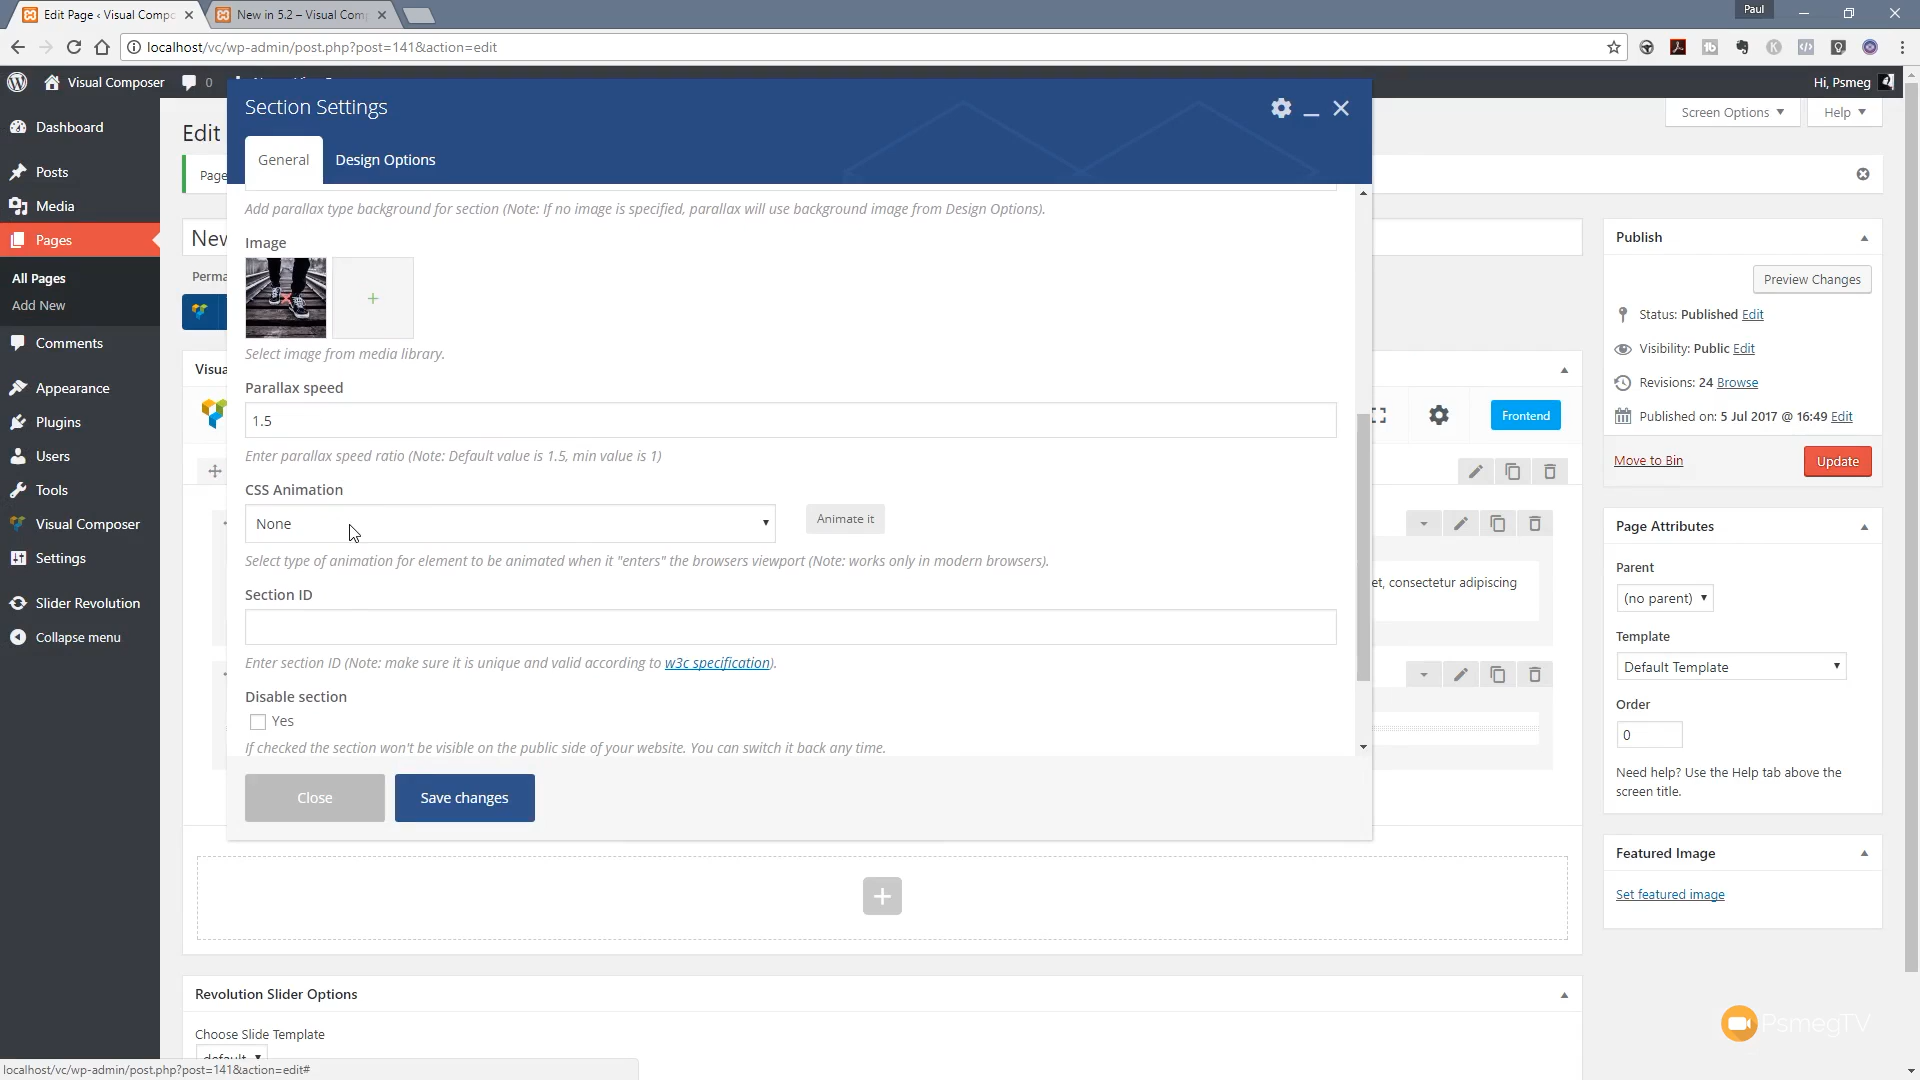 Edit Page ‹ Visual Compo
New in 5.2 – Visual Comp
Paul
localhost/vc/wp-admin/post.php?post=141&action=edit
Visual Composer
0
Hi, Psmeg
Section Settings
Screen Options
Help
General
Design Options
Dashboard
Posts
Media
Pages
All Pages
Add New
Comments
Appearance
Plugins
Users
Tools
Visual Composer
Settings
Slider Revolution
Collapse menu
Edit
Page
New
Perma
Visua
Add parallax type background for section (Note: If no image is specified, parallax will use background image from Design Options).
Image
Select image from media library.
Parallax speed
1.5
Enter parallax speed ratio (Note: Default value is 1.5, min value is 1)
CSS Animation
None
Animate it
Select type of animation for element to be animated when it "enters" the browsers viewport (Note: works only in modern browsers).
Section ID
Enter section ID (Note: make sure it is unique and valid according to w3c specification).
Disable section
Yes
If checked the section won't be visible on the public side of your website. You can switch it back any time.
Close
Save changes
Frontend
et, consectetur adipiscing
Publish
Preview Changes
Status: Published Edit
Visibility: Public Edit
Revisions: 24 Browse
Published on: 5 Jul 2017 @ 16:49 Edit
Move to Bin
Update
Page Attributes
Parent
(no parent)
Template
Default Template
Order
0
Need help? Use the Help tab above the
screen title.
Featured Image
Set featured image
Revolution Slider Options
Choose Slide Template
default
PsmegTV
localhost/vc/wp-admin/post.php?post=141&action=edit#